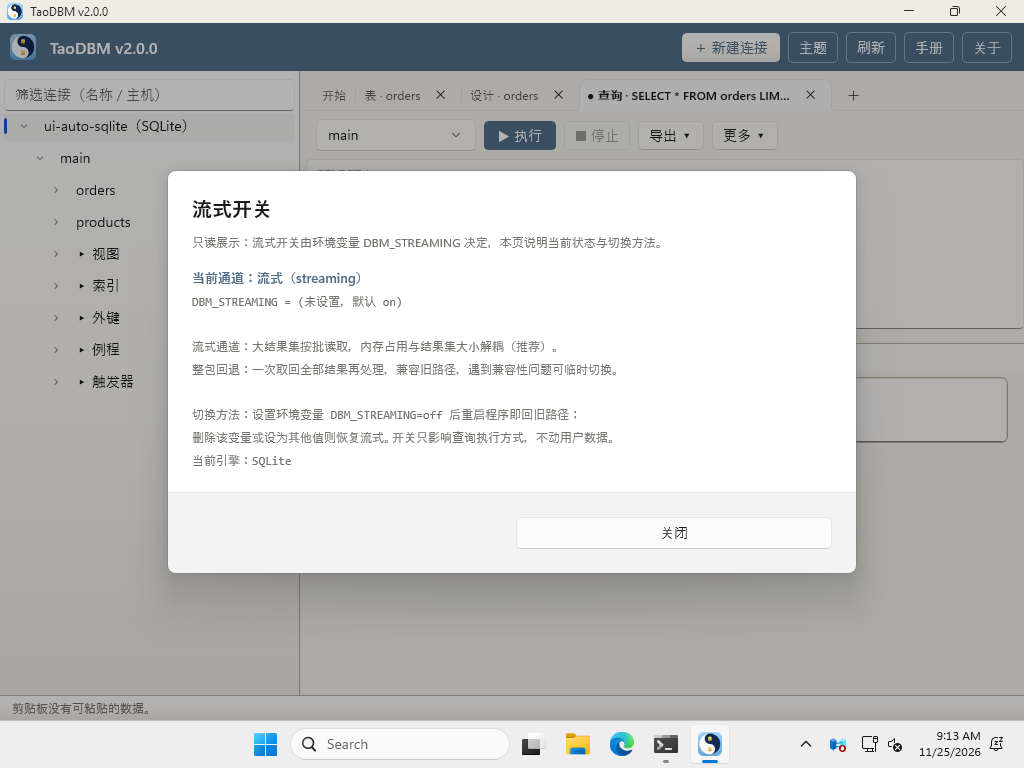 TaoDBM v2.0.0
TaoDBM v2.0.0
+ 新建连接
主题
刷新
手册
关于
筛选连接（名称 / 主机）
ui-auto-sqlite（SQLite）
main
orders
products
视图
索引
外键
例程
触发器
开始
表 · orders
设计 · orders
● 查询 · SELECT * FROM orders LIM...
main
▶ 执行
停止
导出 ▾
更多 ▾
流式开关
只读展示：流式开关由环境变量 DBM_STREAMING 决定，本页说明当前状态与切换方法。
当前通道：流式（streaming）
DBM_STREAMING = (未设置，默认 on)
流式通道：大结果集按批读取，内存占用与结果集大小解耦（推荐）。
整包回退：一次取回全部结果再处理，兼容旧路径，遇到兼容性问题可临时切换。
切换方法：设置环境变量 DBM_STREAMING=off 后重启程序即回旧路径；
删除该变量或设为其他值则恢复流式。开关只影响查询执行方式，不动用户数据。
当前引擎：SQLite
关闭
剪贴板没有可粘贴的数据。
Search
9:13 AM
11/25/2026